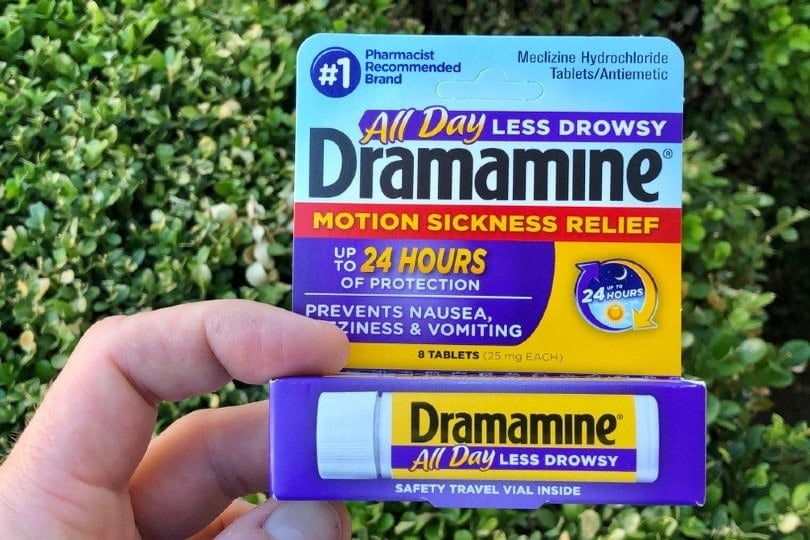 #1
Pharmacist
Recommended
Brand
Meclizine Hydrochloride
Tablets/Antiemetic
All Day LESS DROWSY
Dramamine®
MOTION SICKNESS RELIEF
UP TO 24 HOURS
OF PROTECTION
UP TO
24 HOURS
PREVENTS NAUSEA,
ZZINESS & VOMITING
8 TABLETS (25 mg EACH)
Dramamine®
All Day LESS DROWSY
SAFETY TRAVEL VIAL INSIDE